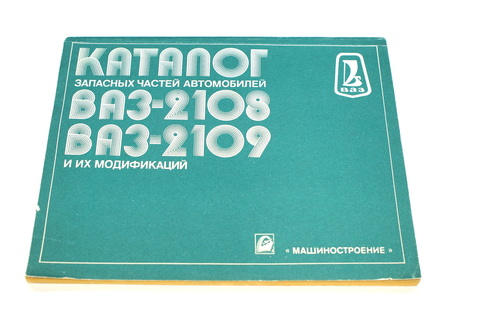 КАТАЛОГ
ЗАПАСНЫХ ЧАСТЕЙ АВТОМОБИЛЕЙ
ВАЗ-2108
ВАЗ-2109
И ИХ МОДИФИКАЦИЙ
ВАЗ
«МАШИНОСТРОЕНИЕ»